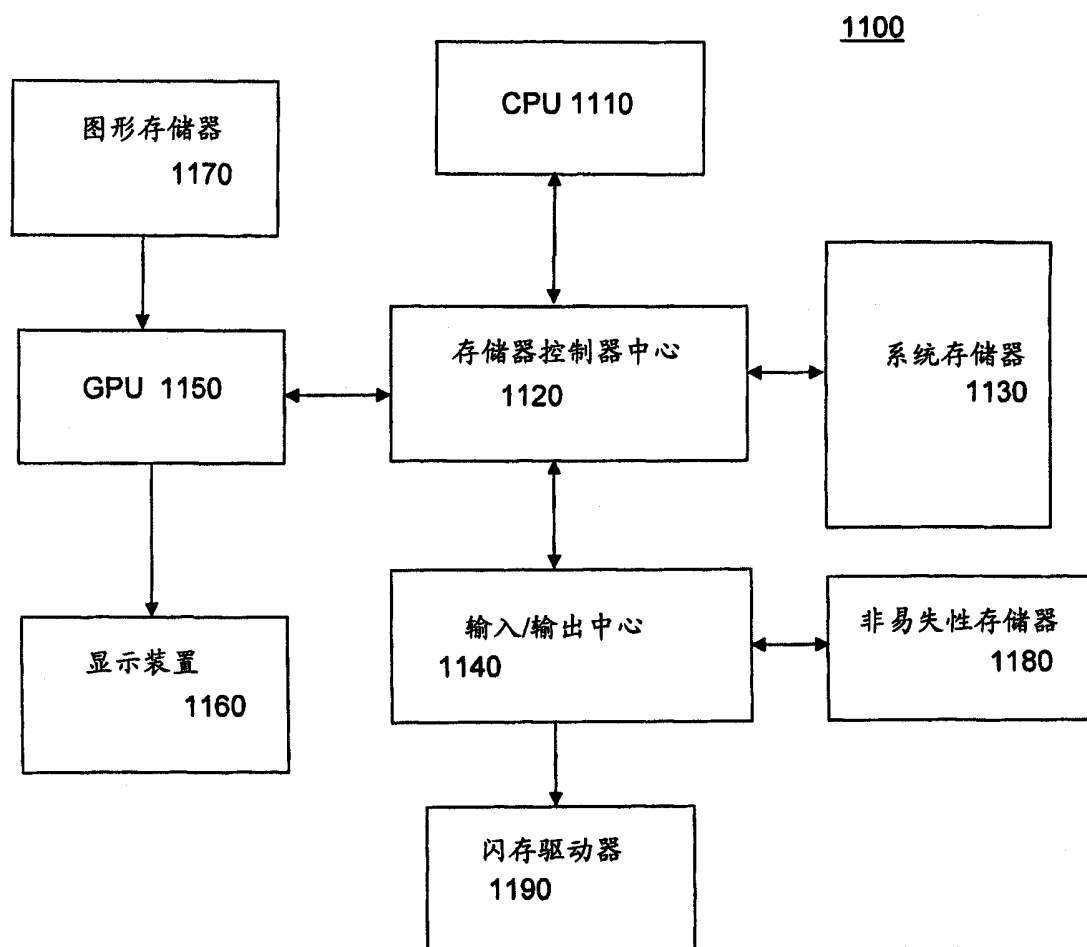 1100
CPU 1110
图形存储器
1170
存储器控制器中心
1120
系统存储器
1130
GPU 1150
输入/输出中心
1140
非易失性存储器
1180
显示装置
1160
闪存驱动器
1190